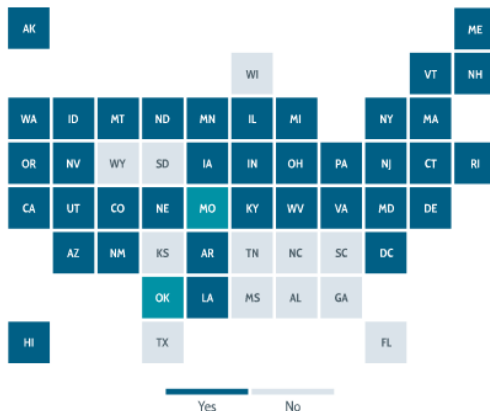 AK ME
WI VT NH
WA ID MT ND MN IL MI NY MA
OR NV WY SD IA IN OH PA NJ CT RI
CA UT CO NE MO KY WV VA MD DE
AZ NM KS AR TN NC SC DC
OK LA MS AL GA
HI TX FL
Yes No